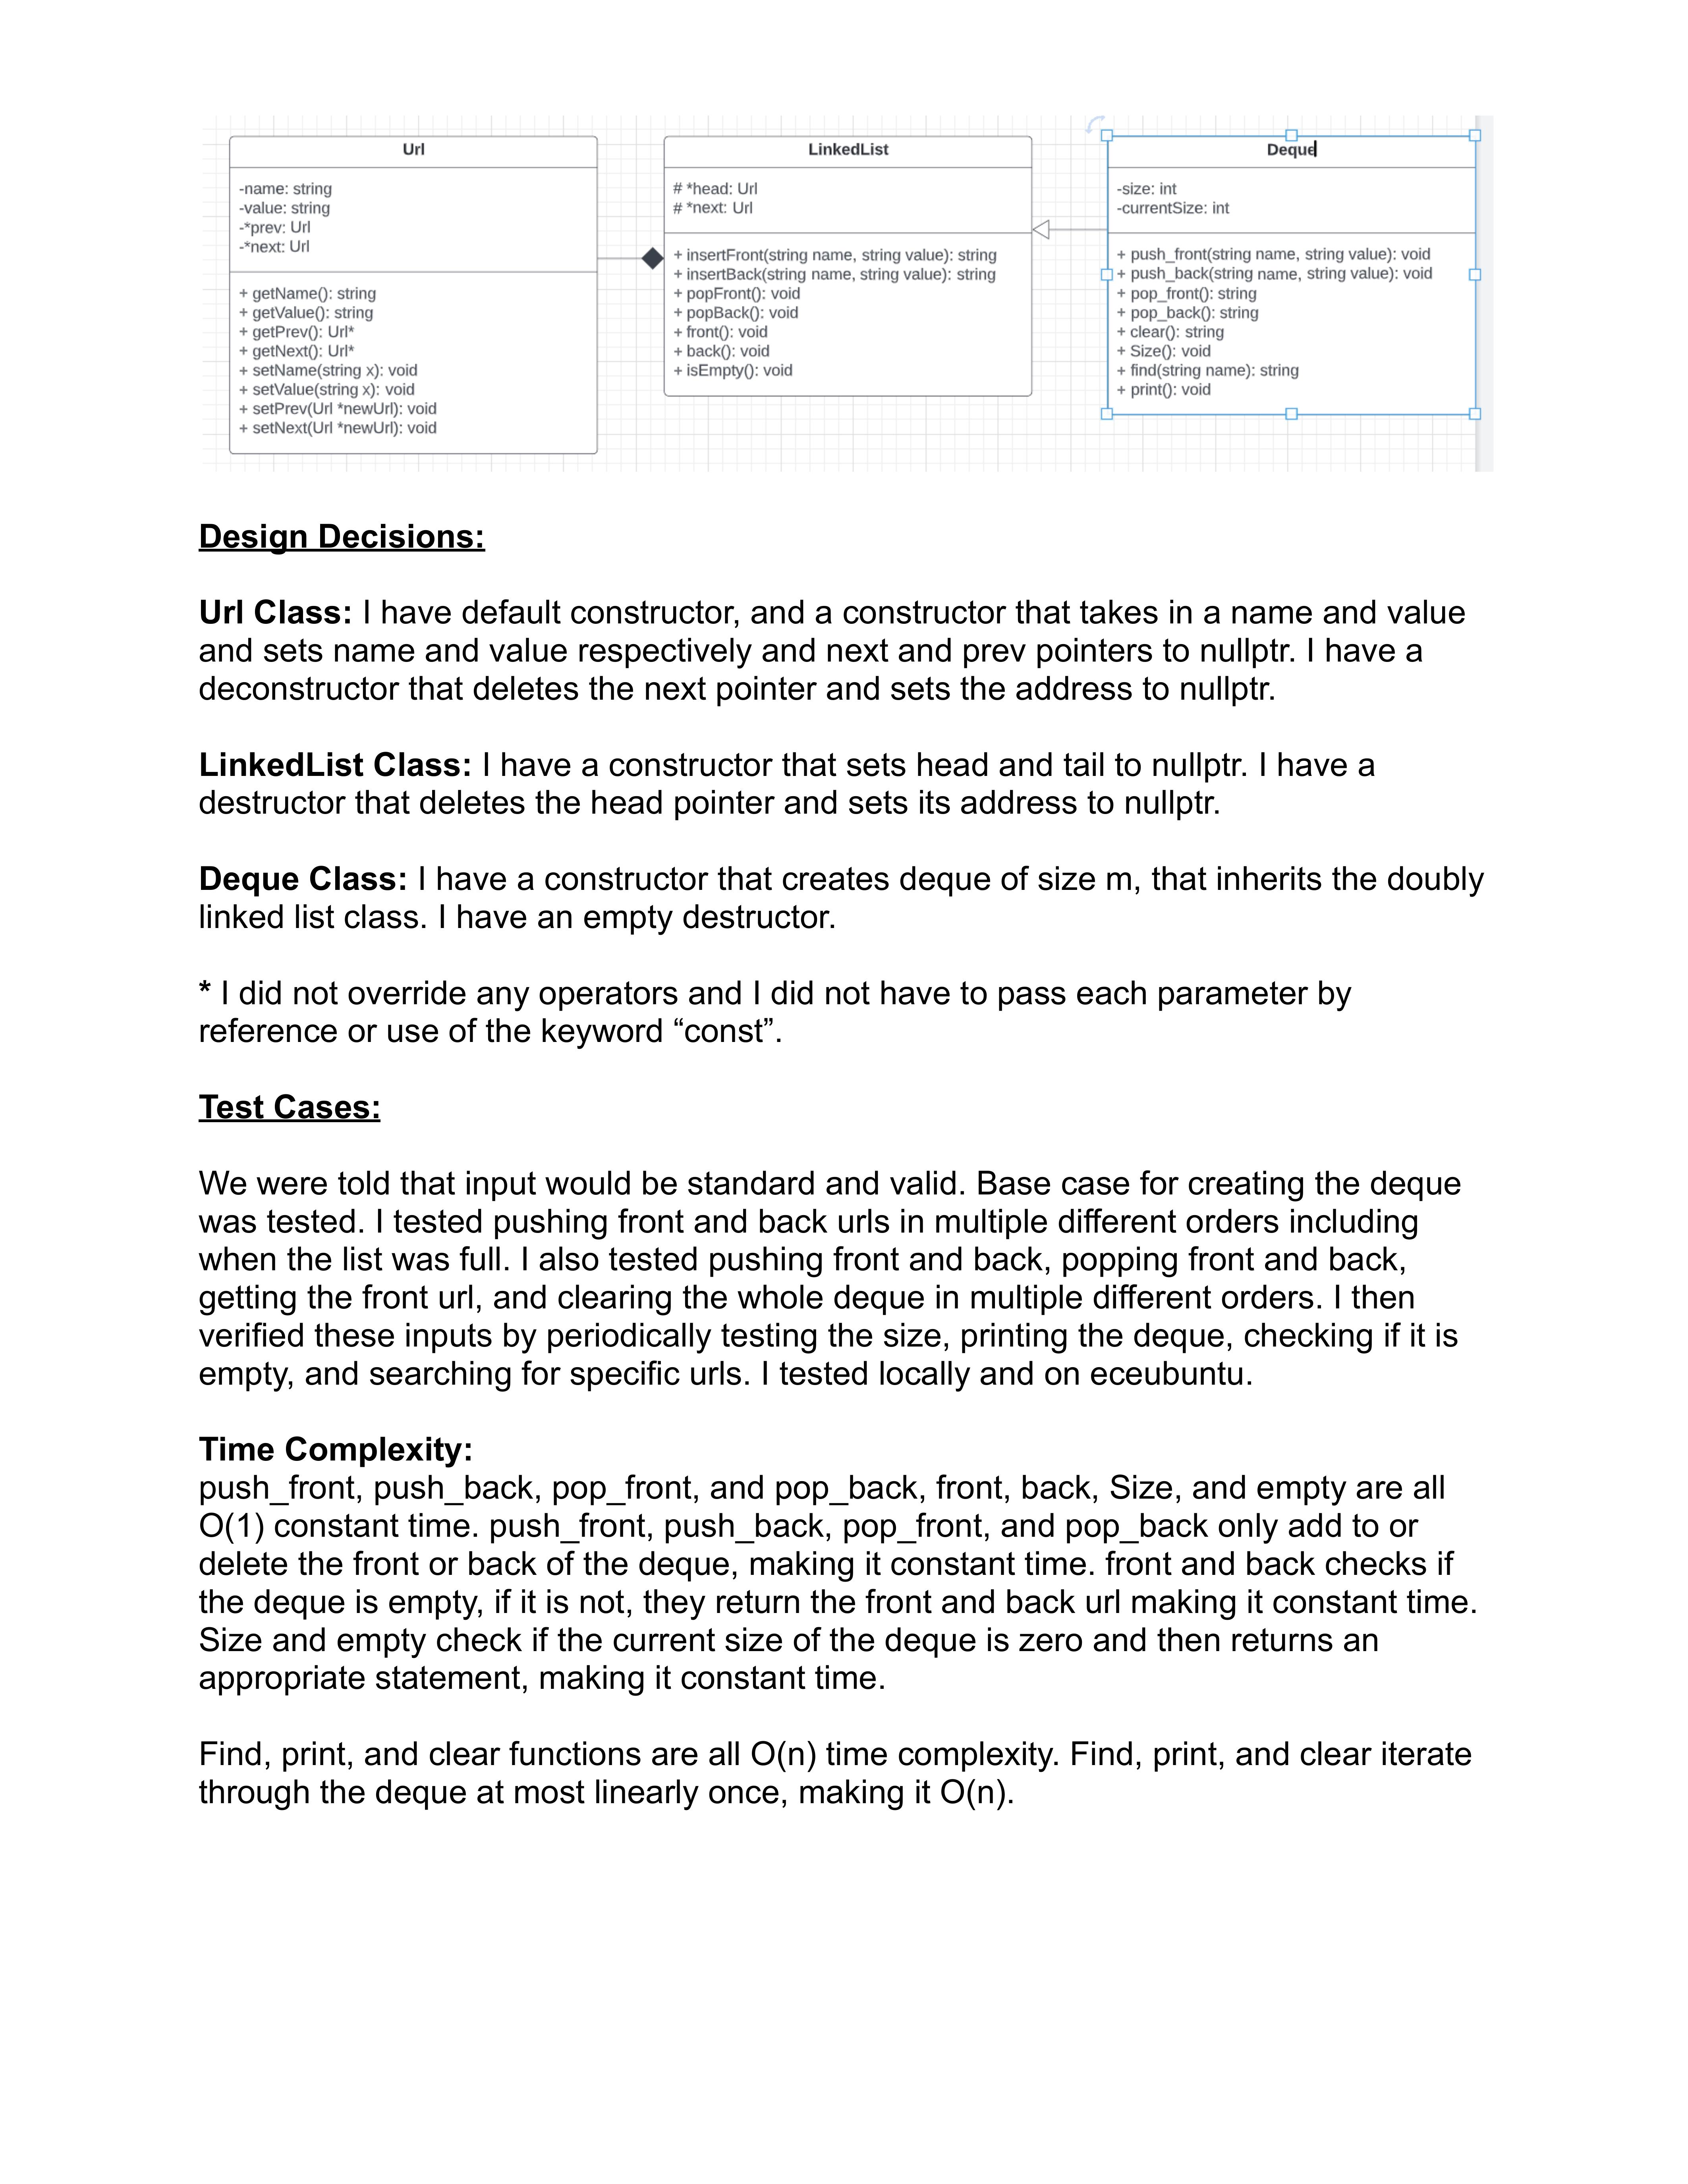 Url
-name: string
-value: string
-*prev: Url
-*next: Url
+ getName(): string
+ getValue(): string
+ getPrev(): Url*
+ getNext(): Url*
+ setName(string x): void
+ setValue(string x): void
+ setPrev(Url *newUrl): void
+ setNext(Url *newUrl): void
LinkedList
# *head: Url
# *next: Url
+ insertFront(string name, string value): string
+ insertBack(string name, string value): string
+ popFront(): void
+ popBack(): void
+ front(): void
+ back(): void
+ isEmpty(): void
Deque
-size: int
-currentSize: int
+ push_front(string name, string value): void
+ push_back(string name, string value): void
+ pop_front(): string
+ pop_back(): string
+ clear(): string
+ Size(): void
+ find(string name): string
+ print(): void
Design Decisions:
Url Class: I have default constructor, and a constructor that takes in a name and value
and sets name and value respectively and next and prev pointers to nullptr. I have a
deconstructor that deletes the next pointer and sets the address to nullptr.
LinkedList Class: I have a constructor that sets head and tail to nullptr. I have a
destructor that deletes the head pointer and sets its address to nullptr.
Deque Class: I have a constructor that creates deque of size m, that inherits the doubly
linked list class. I have an empty destructor.
* I did not override any operators and I did not have to pass each parameter by
reference or use of the keyword “const”.
Test Cases:
We were told that input would be standard and valid. Base case for creating the deque
was tested. I tested pushing front and back urls in multiple different orders including
when the list was full. I also tested pushing front and back, popping front and back,
getting the front url, and clearing the whole deque in multiple different orders. I then
verified these inputs by periodically testing the size, printing the deque, checking if it is
empty, and searching for specific urls. I tested locally and on eceubuntu.
Time Complexity:
push_front, push_back, pop_front, and pop_back, front, back, Size, and empty are all
O(1) constant time. push_front, push_back, pop_front, and pop_back only add to or
delete the front or back of the deque, making it constant time. front and back checks if
the deque is empty, if it is not, they return the front and back url making it constant time.
Size and empty check if the current size of the deque is zero and then returns an
appropriate statement, making it constant time.
Find, print, and clear functions are all O(n) time complexity. Find, print, and clear iterate
through the deque at most linearly once, making it O(n).